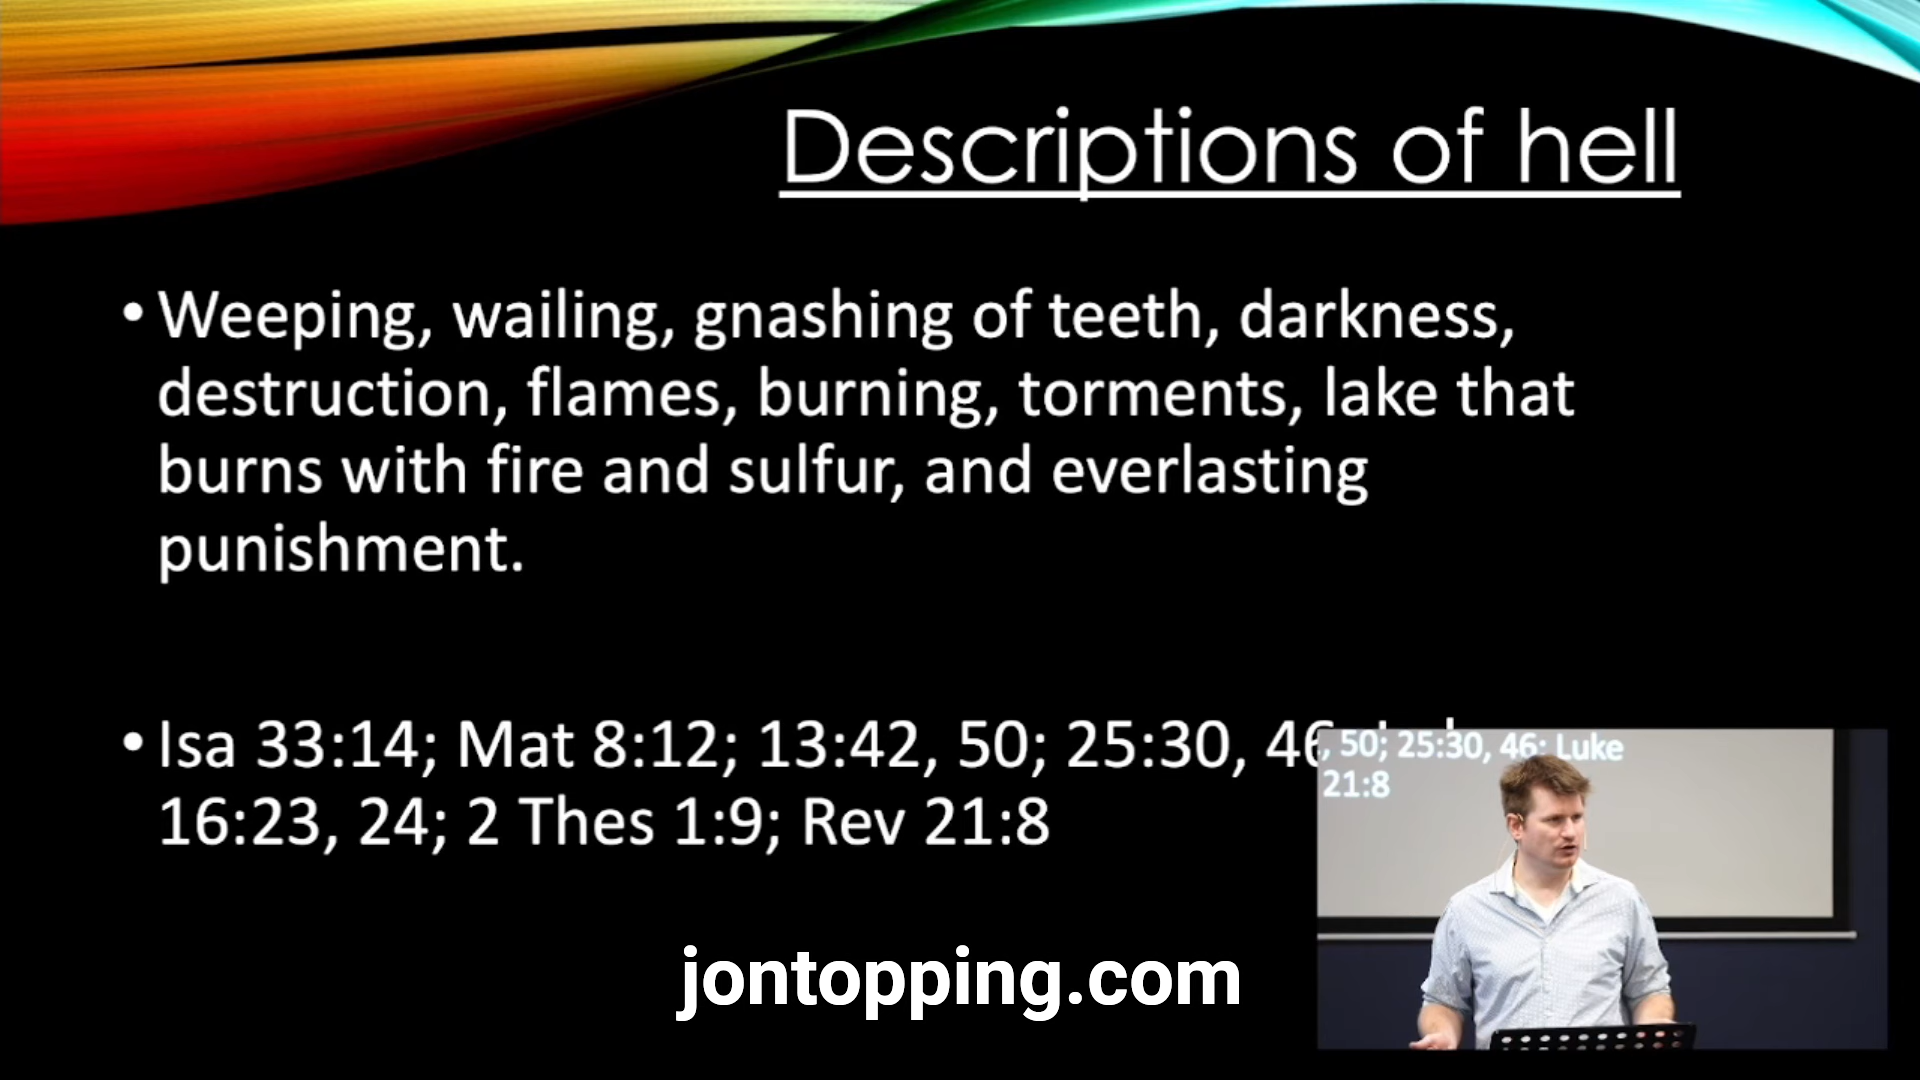 Descriptions of hell
• Weeping, wailing, gnashing of teeth, darkness,
destruction, flames, burning, torments, lake that
burns with fire and sulfur, and everlasting
punishment.
• Isa 33:14; Mat 8:12; 13:42, 50; 25:30, 46
16:23, 24; 2 Thes 1:9; Rev 21:8
, 50; 25:30, 46; Luke
21:8
jontopping.com